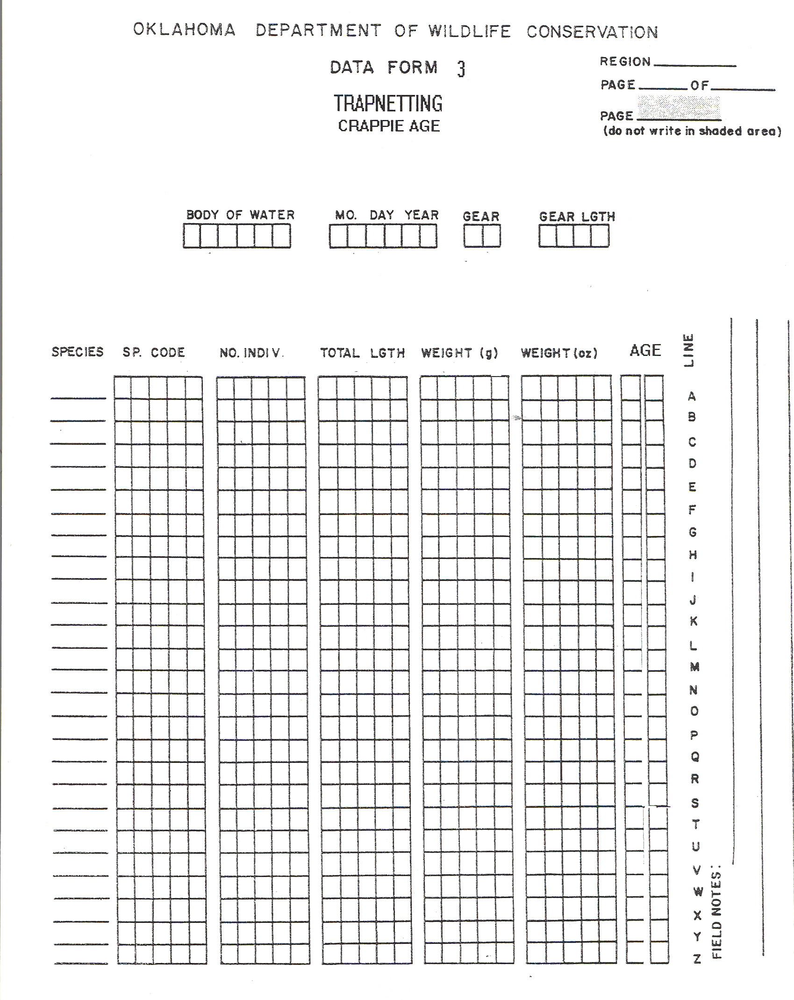 OKLAHOMA DEPARTMENT OF WILDLIFE CONSERVATION
DATA FORM 3
REGION
PAGE OF
TRAPNETTING
PAGE
CRAPPIE AGE
(do not write in shaded area)
BODY OF WATER MO. DAY YEAR GEAR GEAR LGTH
SPECIES SP. CODE NO. INDIV. TOTAL LGTH WEIGHT (g) WEIGHT (oz) AGE LINE
A
B
C
D
E
F
G
H
I
J
K
L
M
N
O
P
Q
R
S
T
U
V
W
X
Y
Z
FIELD NOTES: